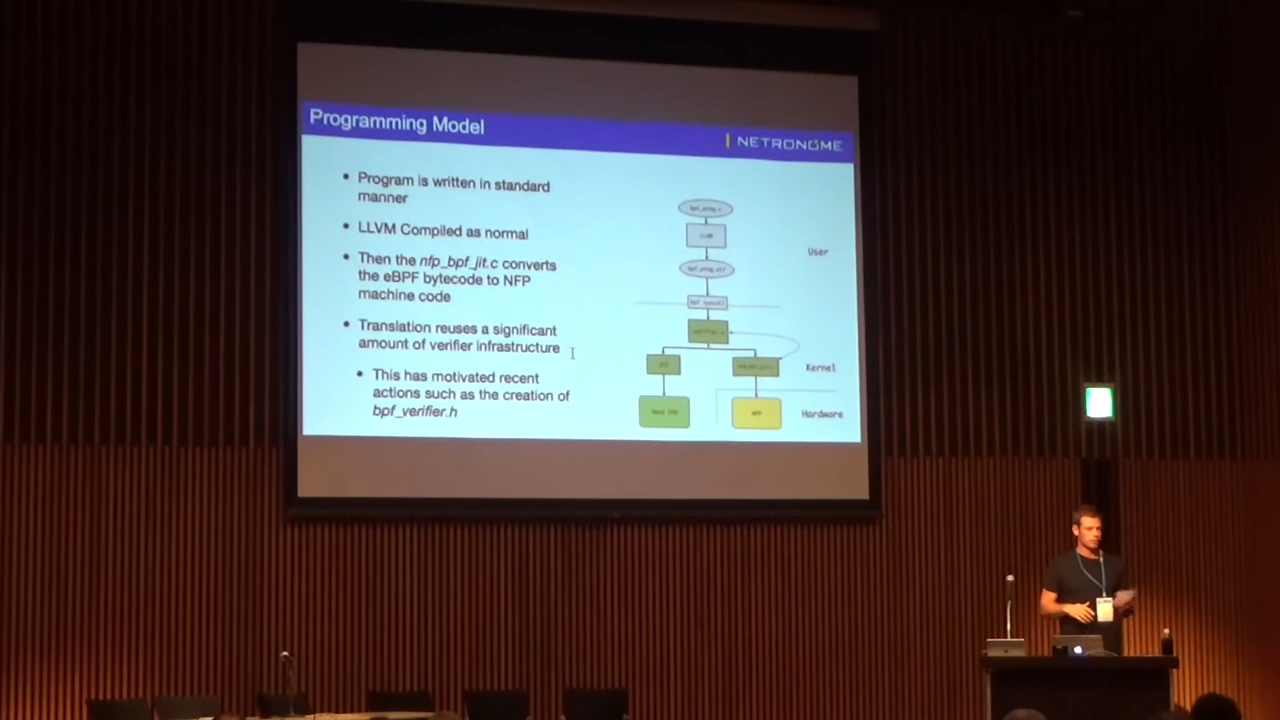 Programming Model
NETRONOME
• Program is written in standard
manner
• LLVM Compiled as normal
• Then the nfp_bpf_jit.c converts
the eBPF bytecode to NFP
machine code
• Translation reuses a significant
amount of verifier infrastructure
• This has motivated recent
actions such as the creation of
bpf_verifier.h
bpf_prog.c
LLVM
User
Kernel
Hardware